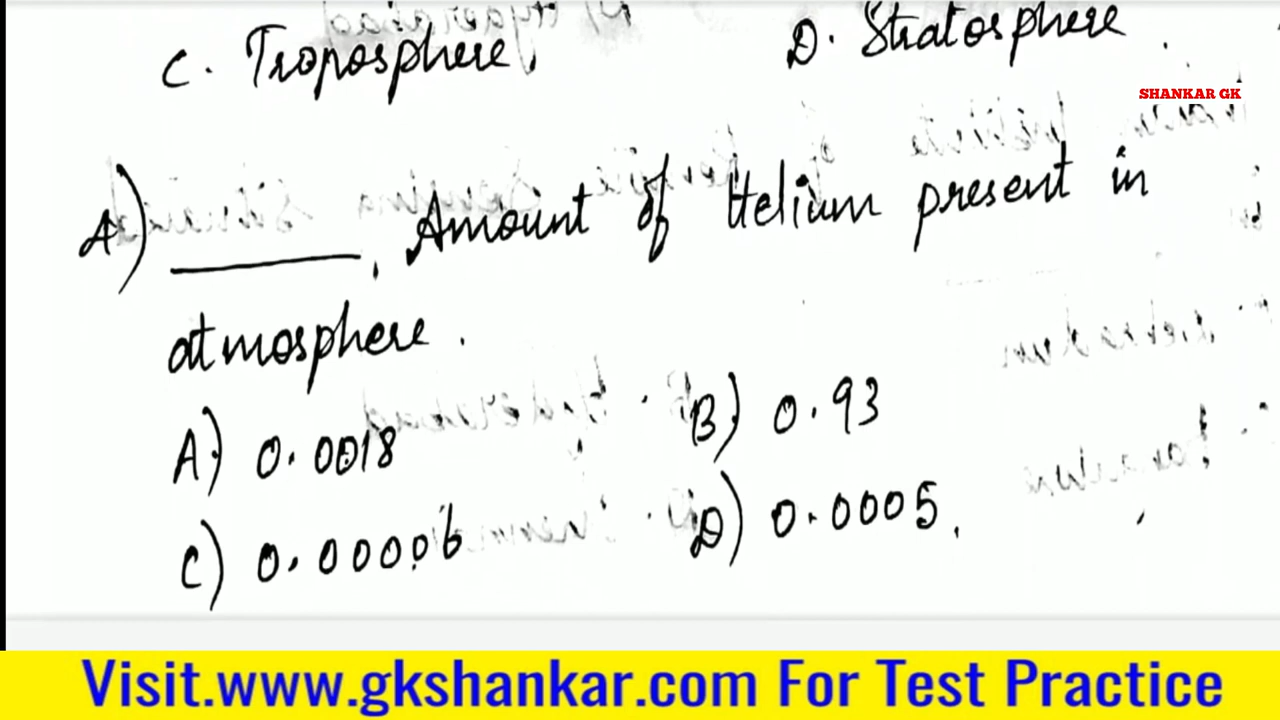 C. Troposphere D. Stratosphere.
SHANKAR GK
A) ________, Amount of Helium present in
atmosphere.
A) 0.0018 B) 0.93
C) 0.00006 D) 0.0005.
Visit.www.gkshankar.com For Test Practice